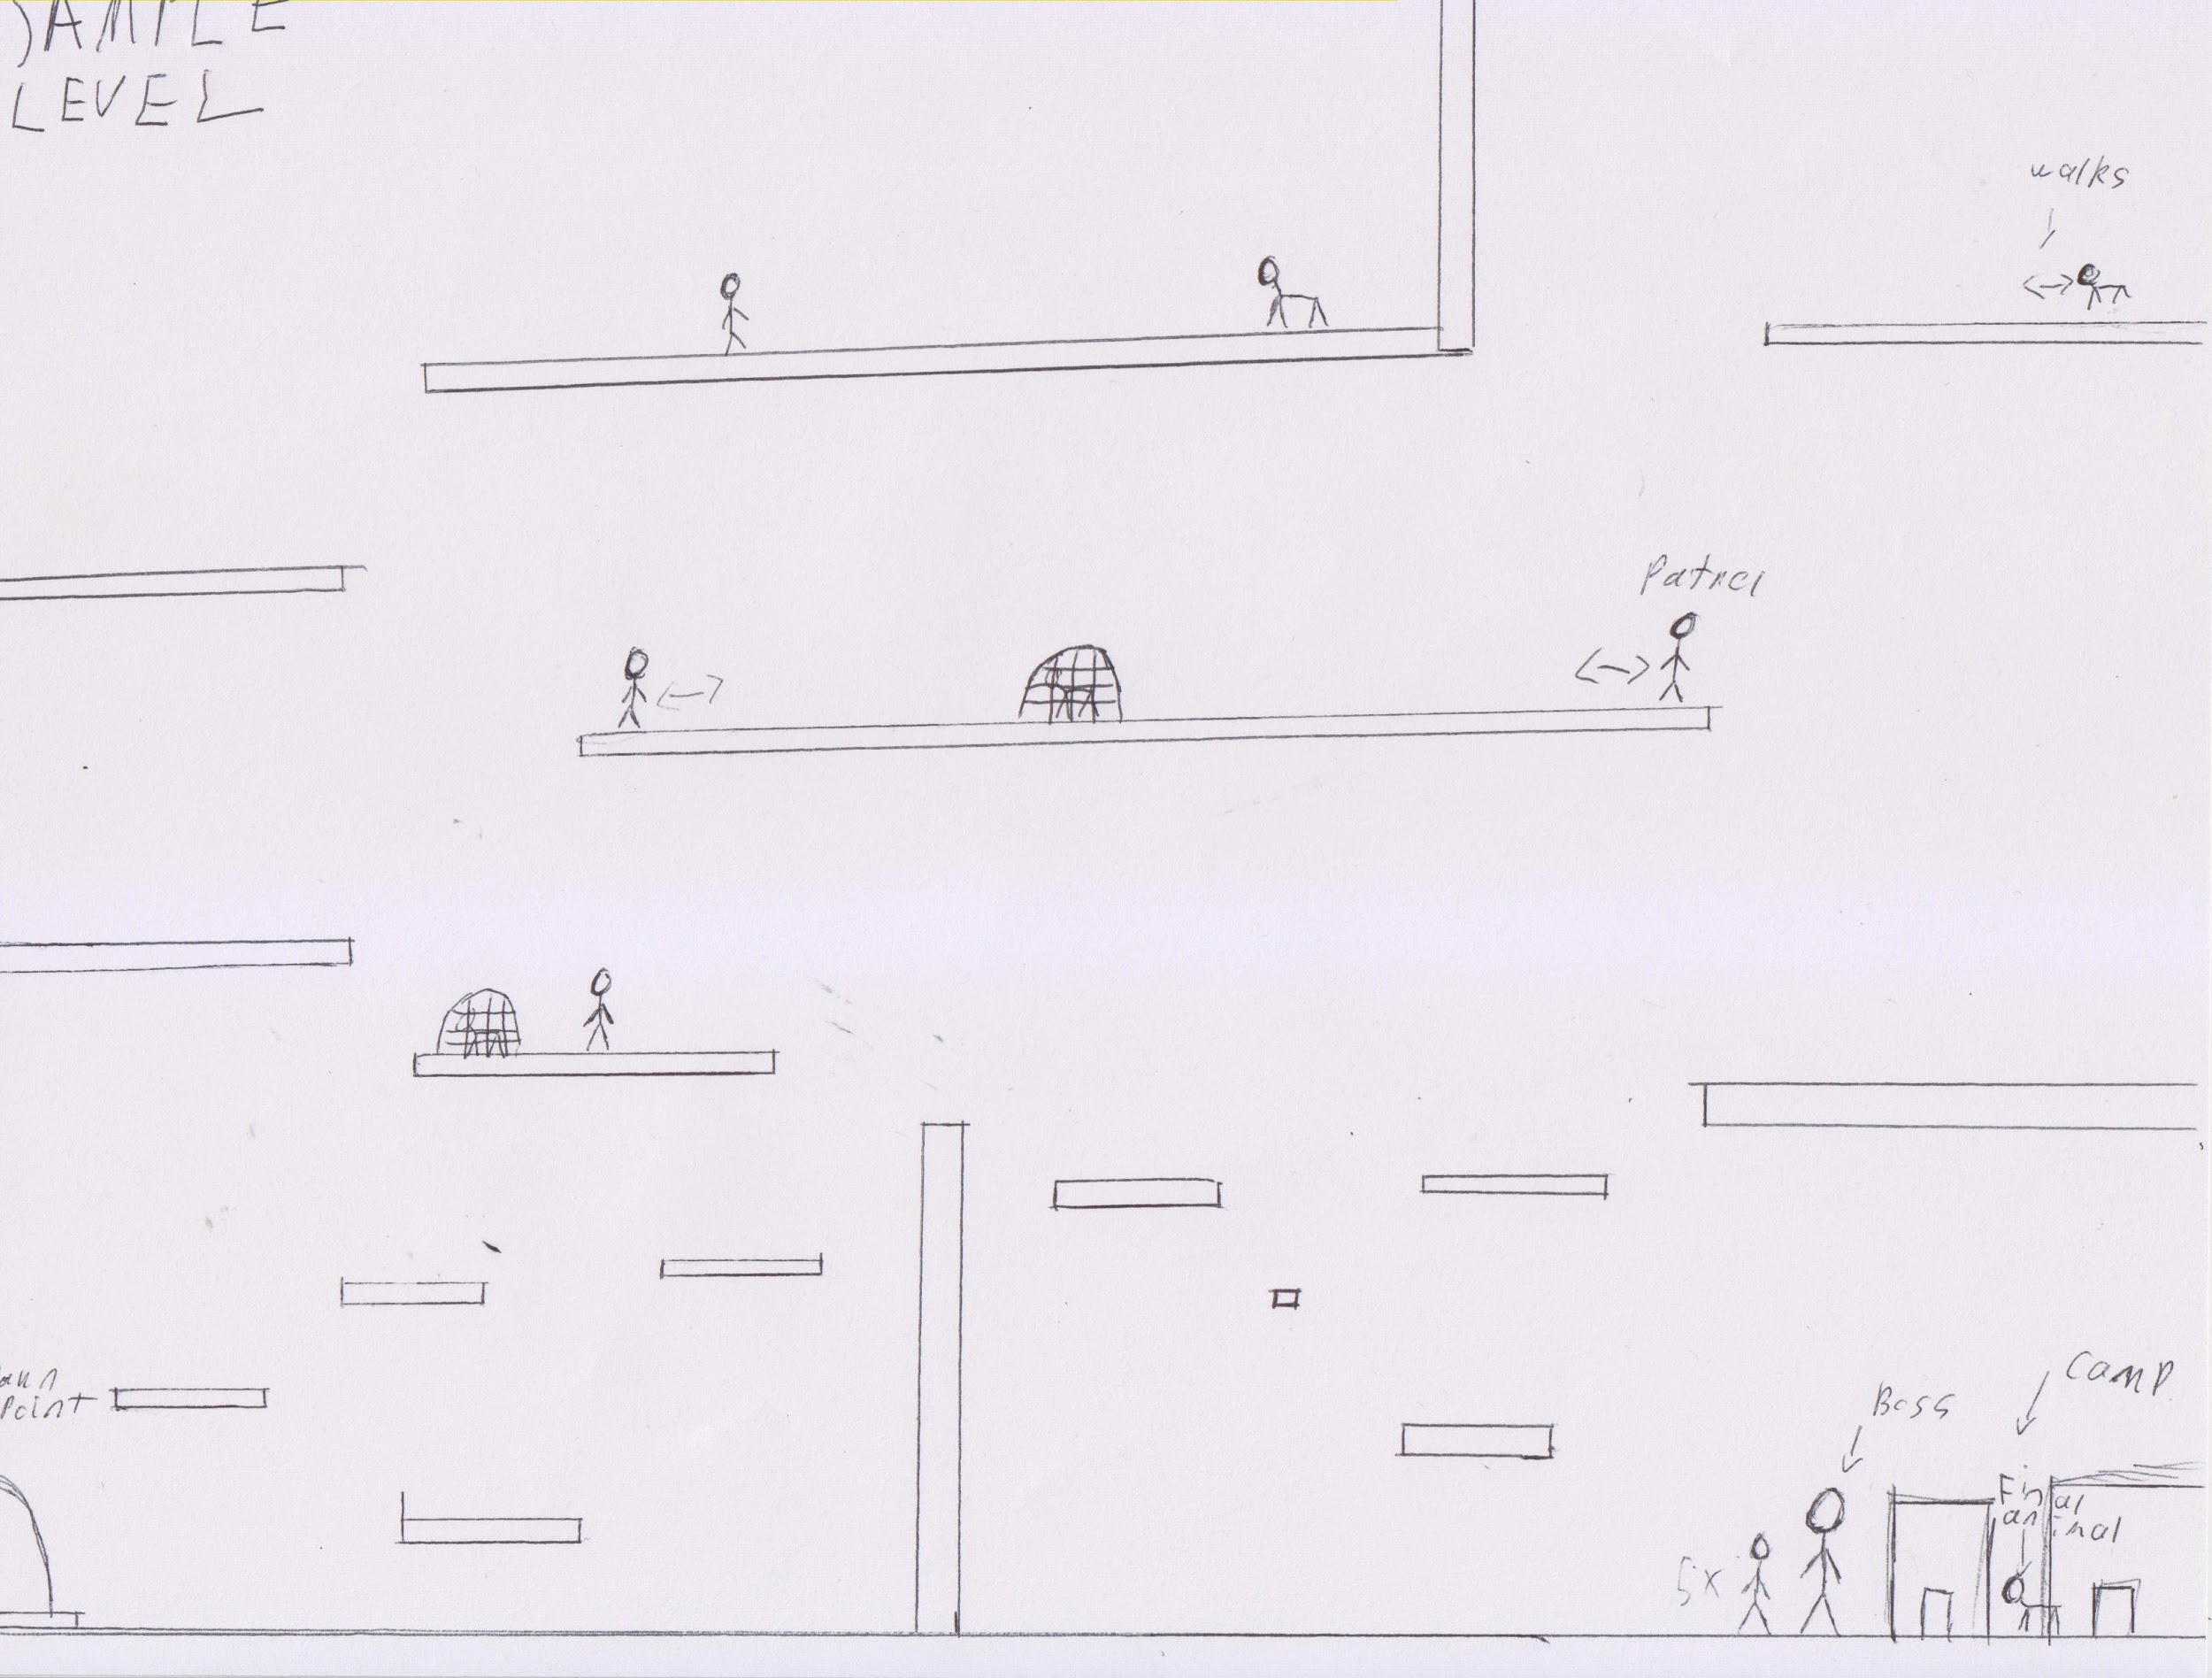 SAMPLE
LEVEL
walks
Patrol
Point
Boss
Camp
Final
animal
5x